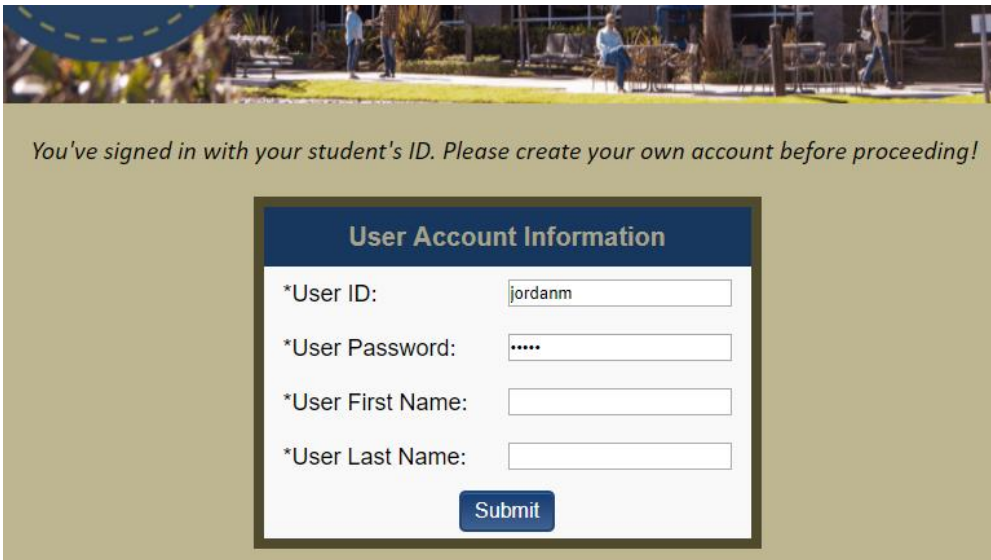 You've signed in with your student's ID. Please create your own account before proceeding!
User Account Information
*User ID: jordanm
*User Password: •••••
*User First Name:
*User Last Name:
Submit